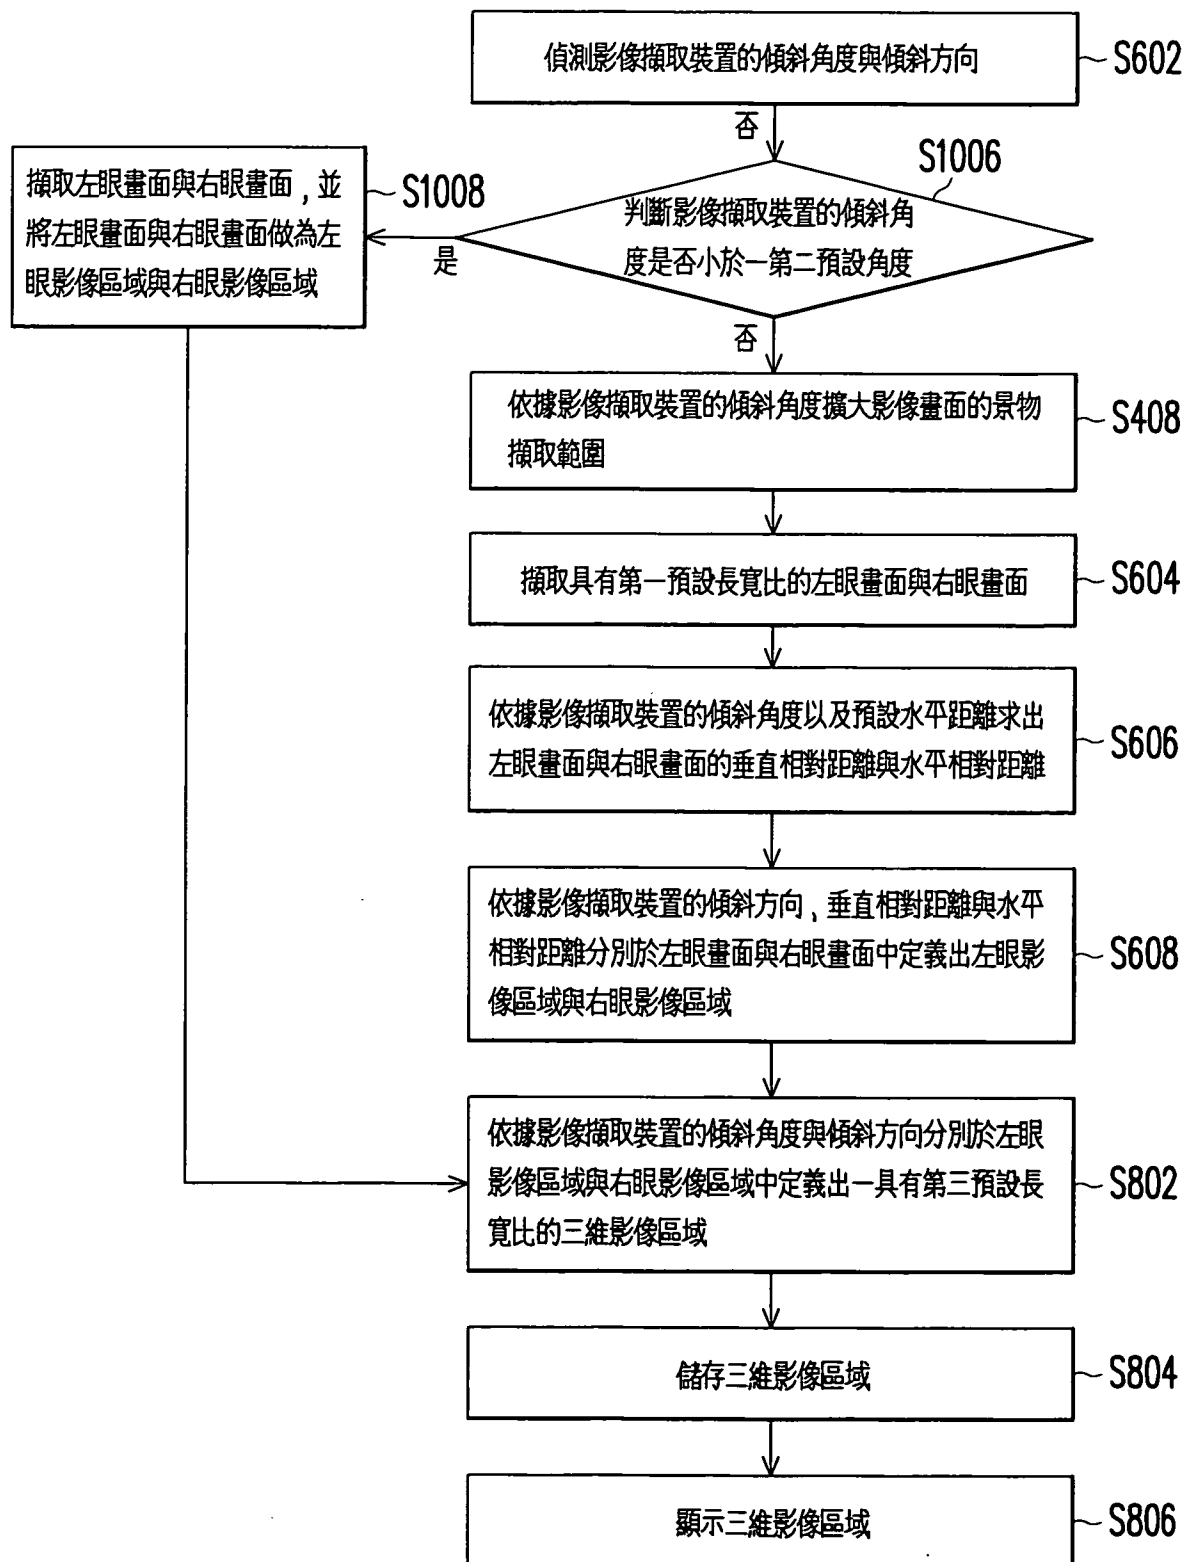 偵測影像擷取裝置的傾斜角度與傾斜方向
S602
否
S1006
判斷影像擷取裝置的傾斜角
度是否小於一第二預設角度
是
S1008
擷取左眼畫面與右眼畫面，並
將左眼畫面與右眼畫面做為左
眼影像區域與右眼影像區域
否
依據影像擷取裝置的傾斜角度擴大影像畫面的景物
擷取範圍
S408
擷取具有第一預設長寬比的左眼畫面與右眼畫面
S604
依據影像擷取裝置的傾斜角度以及預設水平距離求出
左眼畫面與右眼畫面的垂直相對距離與水平相對距離
S606
依據影像擷取裝置的傾斜方向，垂直相對距離與水平
相對距離分別於左眼畫面與右眼畫面中定義出左眼影
像區域與右眼影像區域
S608
依據影像擷取裝置的傾斜角度與傾斜方向分別於左眼
影像區域與右眼影像區域中定義出一具有第三預設長
寬比的三維影像區域
S802
儲存三維影像區域
S804
顯示三維影像區域
S806